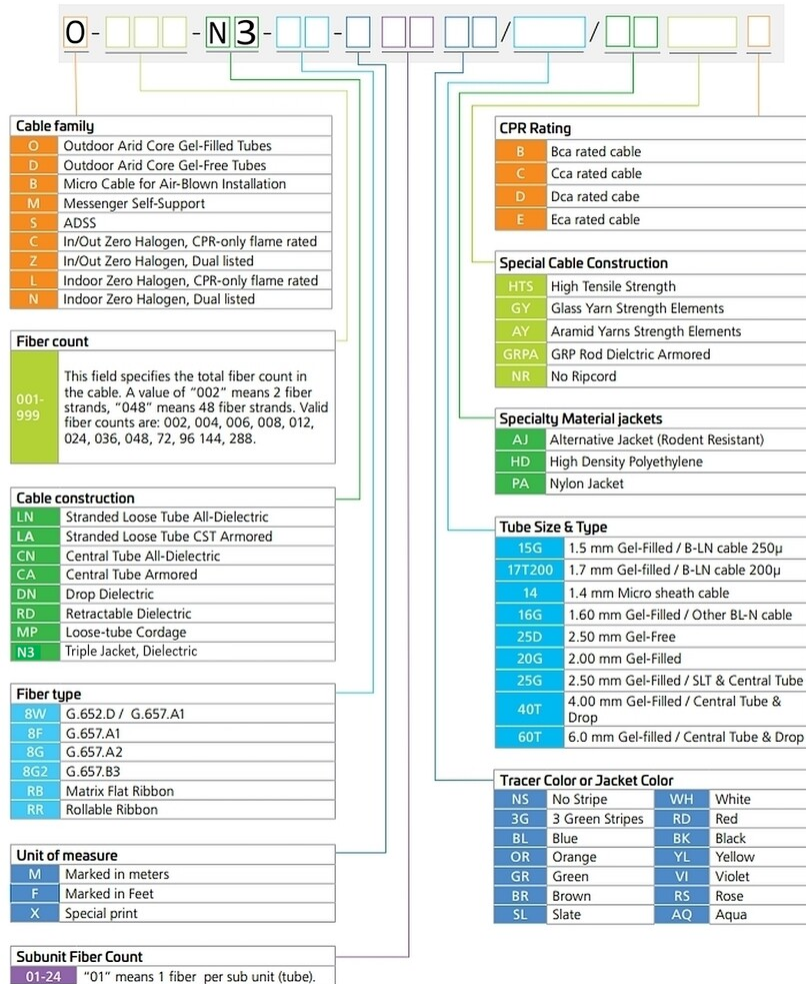 O - - N3 - - / /
Cable family
O Outdoor Arid Core Gel-Filled Tubes
D Outdoor Arid Core Gel-Free Tubes
B Micro Cable for Air-Blown Installation
M Messenger Self-Support
S ADSS
C In/Out Zero Halogen, CPR-only flame rated
Z In/Out Zero Halogen, Dual listed
L Indoor Zero Halogen, CPR-only flame rated
N Indoor Zero Halogen, Dual listed
Fiber count
001-
999
This field specifies the total fiber count in
the cable. A value of “002” means 2 fiber
strands, “048” means 48 fiber strands. Valid
fiber counts are: 002, 004, 006, 008, 012,
024, 036, 048, 72, 96 144, 288.
Cable construction
LN Stranded Loose Tube All-Dielectric
LA Stranded Loose Tube CST Armored
CN Central Tube All-Dielectric
CA Central Tube Armored
DN Drop Dielectric
RD Retractable Dielectric
MP Loose-tube Cordage
N3 Triple Jacket, Dielectric
Fiber type
8W G.652.D / G.657.A1
8F G.657.A1
8G G.657.A2
8G2 G.657.B3
RB Matrix Flat Ribbon
RR Rollable Ribbon
Unit of measure
M Marked in meters
F Marked in Feet
X Special print
Subunit Fiber Count
01-24 “01” means 1 fiber per sub unit (tube).
CPR Rating
B Bca rated cable
C Cca rated cable
D Dca rated cabe
E Eca rated cable
Special Cable Construction
HTS High Tensile Strength
GY Glass Yarn Strength Elements
AY Aramid Yarns Strength Elements
GRPA GRP Rod Dielctric Armored
NR No Ripcord
Specialty Material jackets
AJ Alternative Jacket (Rodent Resistant)
HD High Density Polyethylene
PA Nylon Jacket
Tube Size & Type
15G 1.5 mm Gel-Filled / B-LN cable 250µ
17T200 1.7 mm Gel-filled / B-LN cable 200µ
14 1.4 mm Micro sheath cable
16G 1.60 mm Gel-Filled / Other BL-N cable
25D 2.50 mm Gel-Free
20G 2.00 mm Gel-Filled
25G 2.50 mm Gel-Filled / SLT & Central Tube
40T 4.00 mm Gel-Filled / Central Tube &
Drop
60T 6.0 mm Gel-filled / Central Tube & Drop
Tracer Color or Jacket Color
NS No Stripe WH White
3G 3 Green Stripes RD Red
BL Blue BK Black
OR Orange YL Yellow
GR Green VI Violet
BR Brown RS Rose
SL Slate AQ Aqua